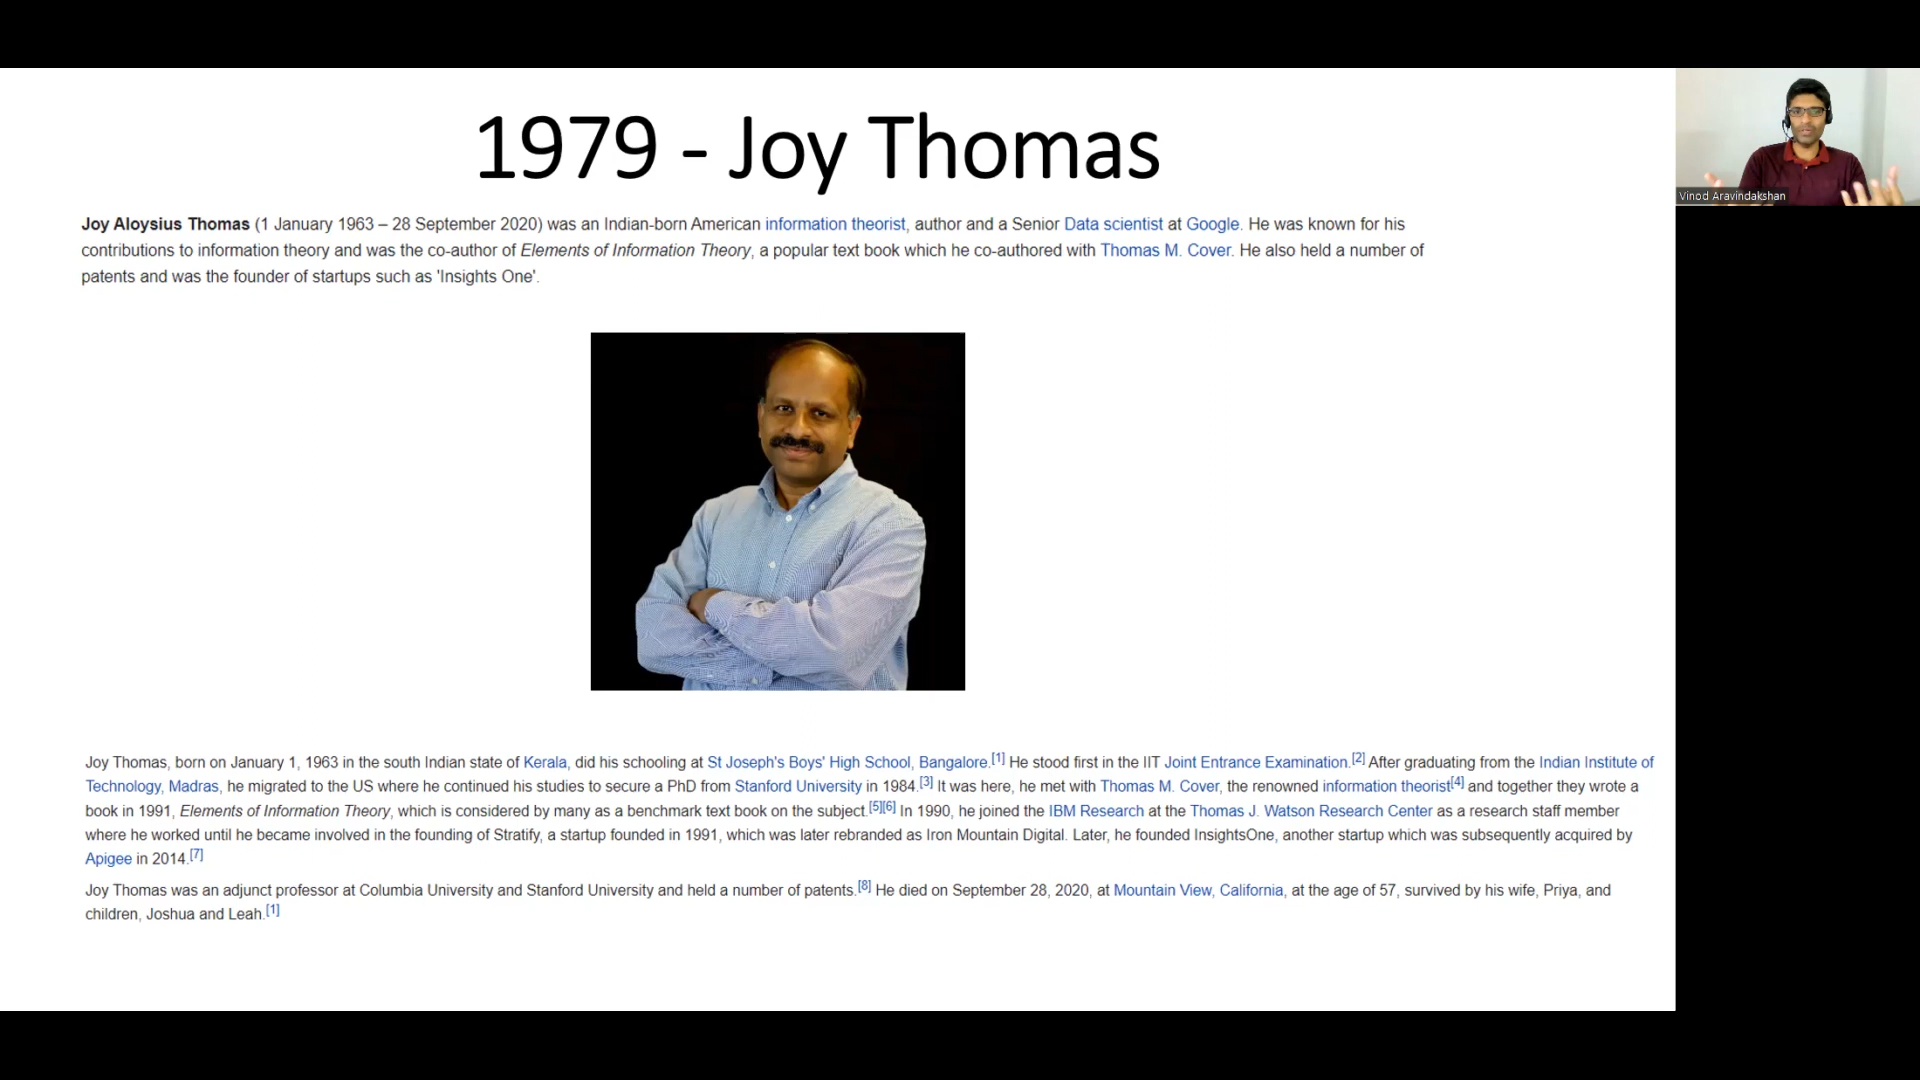 1979 - Joy Thomas
Vinod Aravindakshan
Joy Aloysius Thomas (1 January 1963 – 28 September 2020) was an Indian-born American information theorist, author and a Senior Data scientist at Google. He was known for his
contributions to information theory and was the co-author of Elements of Information Theory, a popular text book which he co-authored with Thomas M. Cover. He also held a number of
patents and was the founder of startups such as 'Insights One'.
Joy Thomas, born on January 1, 1963 in the south Indian state of Kerala, did his schooling at St Joseph's Boys' High School, Bangalore.[1] He stood first in the IIT Joint Entrance Examination.[2] After graduating from the Indian Institute of
Technology, Madras, he migrated to the US where he continued his studies to secure a PhD from Stanford University in 1984.[3] It was here, he met with Thomas M. Cover, the renowned information theorist[4] and together they wrote a
book in 1991, Elements of Information Theory, which is considered by many as a benchmark text book on the subject.[5][6] In 1990, he joined the IBM Research at the Thomas J. Watson Research Center as a research staff member
where he worked until he became involved in the founding of Stratify, a startup founded in 1991, which was later rebranded as Iron Mountain Digital. Later, he founded InsightsOne, another startup which was subsequently acquired by
Apigee in 2014.[7]
Joy Thomas was an adjunct professor at Columbia University and Stanford University and held a number of patents.[8] He died on September 28, 2020, at Mountain View, California, at the age of 57, survived by his wife, Priya, and
children, Joshua and Leah.[1]